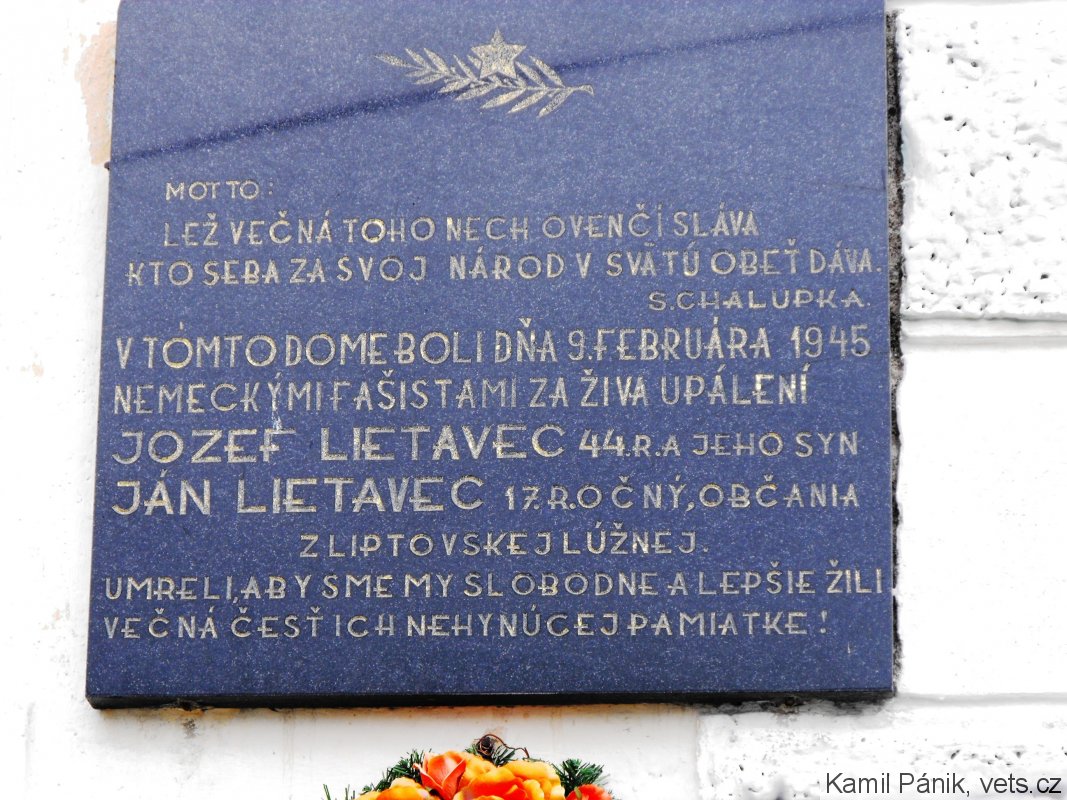 MOTTO:
LEŽ VEČNÁ TOHO NECH OVENČÍ SLÁVA
KTO SEBA ZA SVOJ NÁROD V SVÄTÚ OBEŤ DÁVA.
S. CHALUPKA.
V TÓMTO DOME BOLI DŇA 9. FEBRUÁRA 1945
NEMECKÝMI FAŠISTAMI ZA ŽIVA UPÁLENÍ
JOZEF LIETAVEC 44.R. A JEHO SYN
JÁN LIETAVEC 17.R.OČNÝ, OBČANIA
Z LIPTOVSKEJ LÚŽNEJ.
UMRELI, ABY SME MY SLOBODNE A LEPŠIE ŽILI
VEČNÁ ČESŤ ICH NEHYNÚCEJ PAMIATKE!
Kamil Pánik, vets.cz